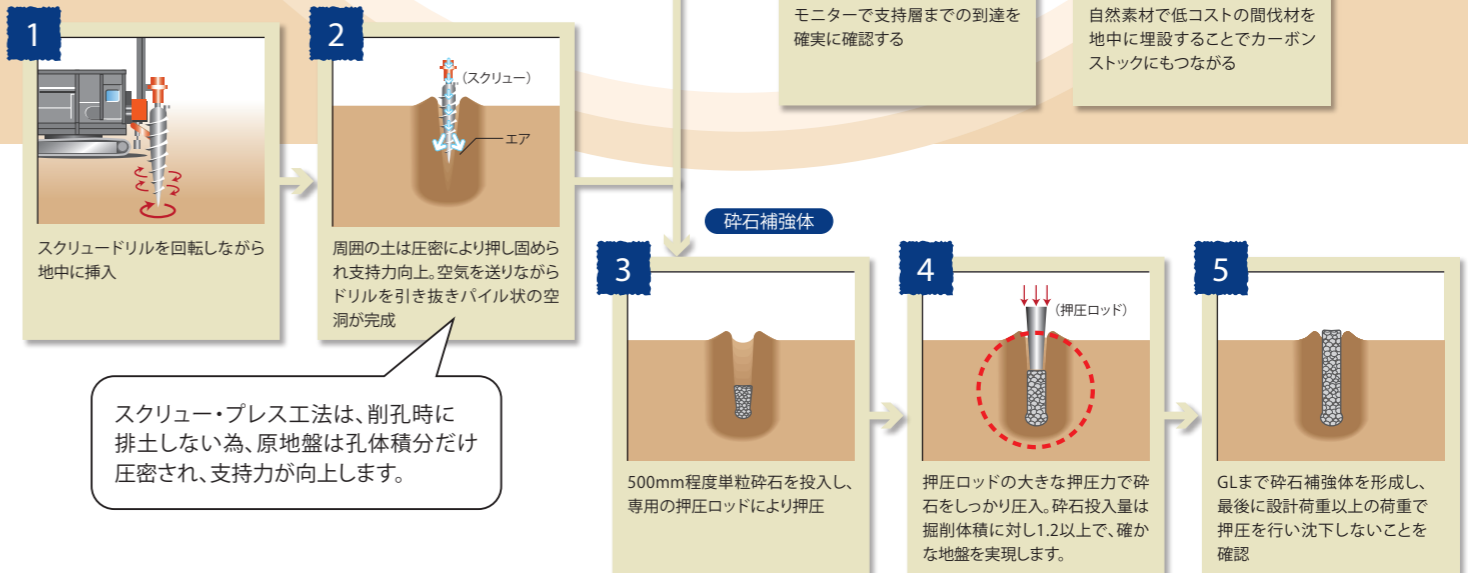 モニターで支持層までの到達を
確実に確認する
自然素材で低コストの間伐材を
地中に埋設することでカーボン
ストックにもつながる
1
スクリュードリルを回転しながら
地中に挿入
2
(スクリュー)
エア
周囲の土は圧密により押し固めら
れ支持力向上。空気を送りながら
ドリルを引き抜きパイル状の空
洞が完成
スクリュー・プレス工法は、削孔時に
排土しない為、原地盤は孔体積分だけ
圧密され、支持力が向上します。
砕石補強体
3
500mm程度単粒砕石を投入し、
専用の押圧ロッドにより押圧
4
(押圧ロッド)
押圧ロッドの大きな押圧力で砕
石をしっかり圧入。砕石投入量は
掘削体積に対し1.2以上で、確か
な地盤を実現します。
5
GLまで砕石補強体を形成し、
最後に設計荷重以上の荷重で
押圧を行い沈下しないことを
確認